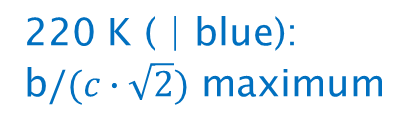 220 K ( | blue):
b/(c · √2) maximum